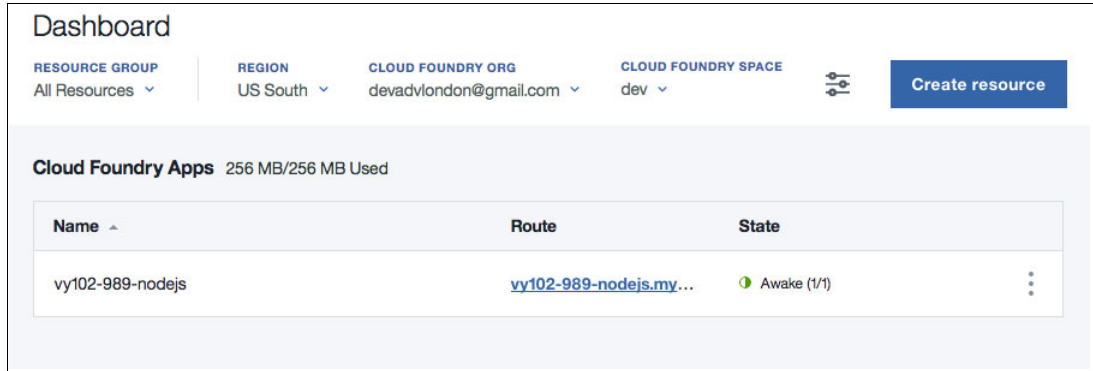 Dashboard
RESOURCE GROUP REGION CLOUD FOUNDRY ORG CLOUD FOUNDRY SPACE
All Resources US South devadvlondon@gmail.com dev Create resource
Cloud Foundry Apps 256 MB/256 MB Used
Name Route State
vy102-989-nodejs vy102-989-nodejs.my... Awake (1/1)